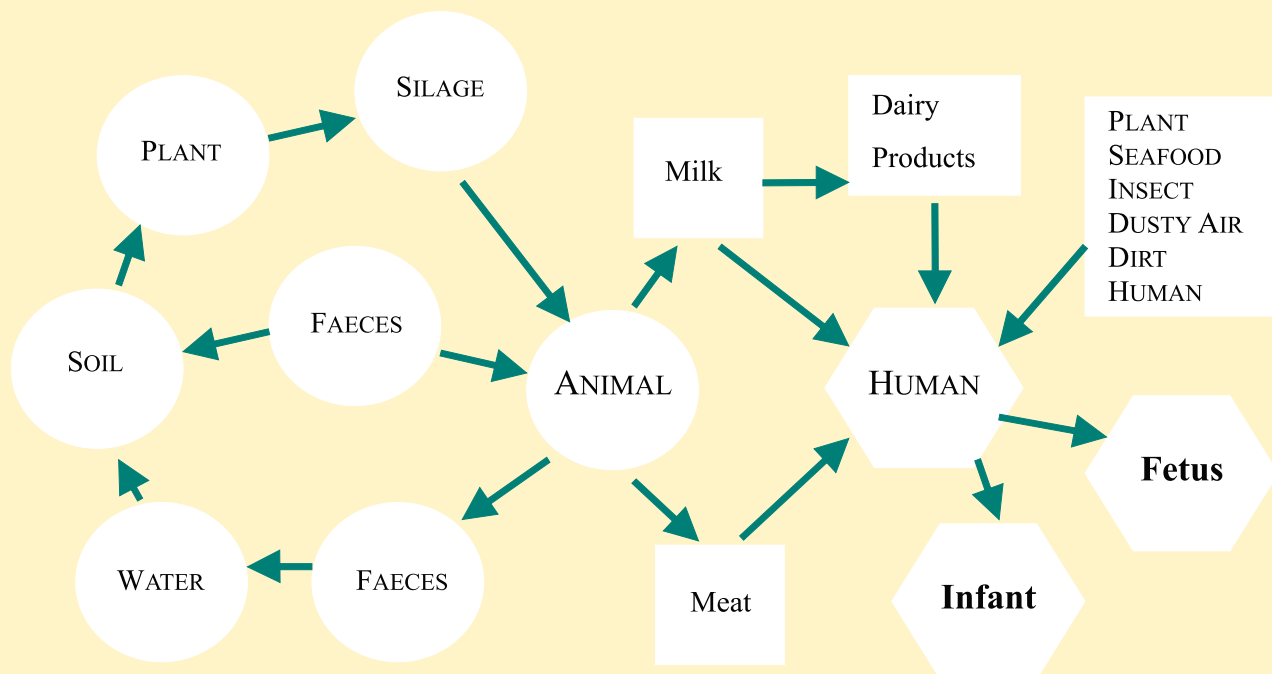 SILAGE
PLANT
Dairy
Products
PLANT
SEAFOOD
INSECT
DUSTY AIR
DIRT
HUMAN
Milk
FAECES
SOIL
ANIMAL
HUMAN
Fetus
WATER
FAECES
Meat
Infant